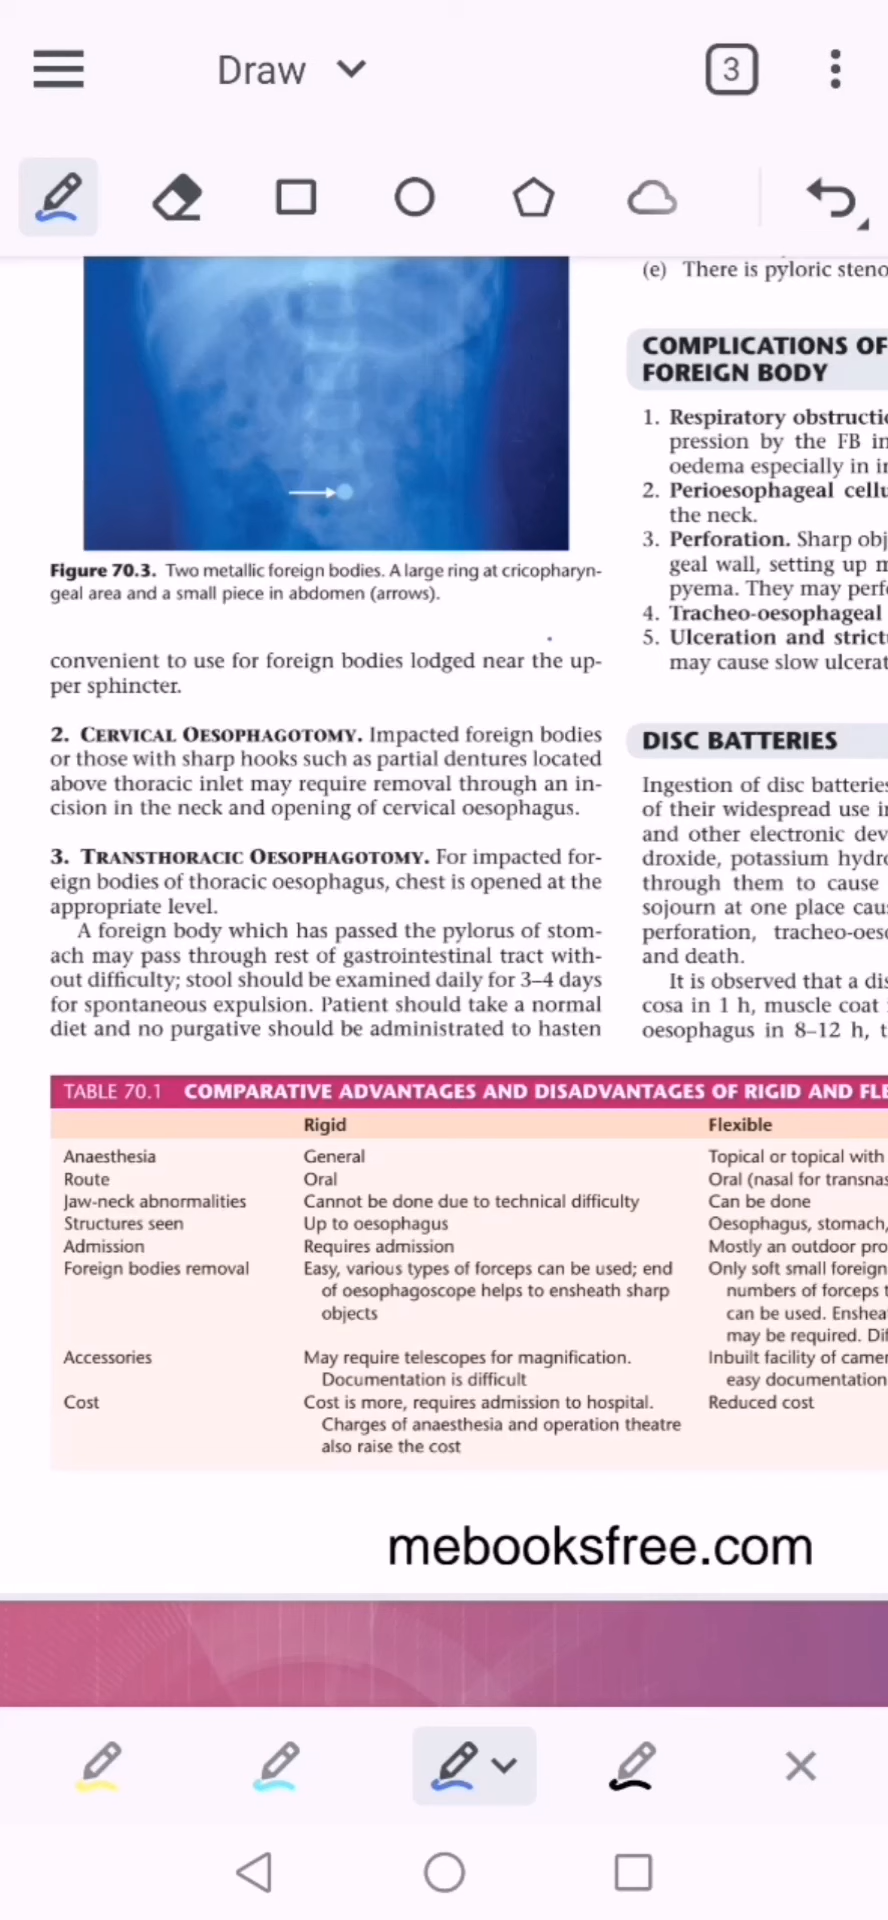 Draw
3
(e) There is pyloric steno
COMPLICATIONS OF
FOREIGN BODY
1. Respiratory obstructi
pression by the FB in
oedema especially in i
2. Perioesophageal cellu
the neck.
3. Perforation. Sharp obj
geal wall, setting up m
pyema. They may perf
4. Tracheo-oesophageal
5. Ulceration and strict
may cause slow ulcerat
DISC BATTERIES
Ingestion of disc batteries
of their widespread use i
and other electronic dev
droxide, potassium hydr
through them to cause
sojourn at one place cau
perforation, tracheo-oes
and death.
It is observed that a dis
cosa in 1 h, muscle coat
oesophagus in 8–12 h, t
Figure 70.3. Two metallic foreign bodies. A large ring at cricopharyn-
geal area and a small piece in abdomen (arrows).
convenient to use for foreign bodies lodged near the up-
per sphincter.
2. CERVICAL OESOPHAGOTOMY. Impacted foreign bodies
or those with sharp hooks such as partial dentures located
above thoracic inlet may require removal through an in-
cision in the neck and opening of cervical oesophagus.
3. TRANSTHORACIC OESOPHAGOTOMY. For impacted for-
eign bodies of thoracic oesophagus, chest is opened at the
appropriate level.
A foreign body which has passed the pylorus of stom-
ach may pass through rest of gastrointestinal tract with-
out difficulty; stool should be examined daily for 3–4 days
for spontaneous expulsion. Patient should take a normal
diet and no purgative should be administrated to hasten
TABLE 70.1 COMPARATIVE ADVANTAGES AND DISADVANTAGES OF RIGID AND FLE
Rigid Flexible
Anaesthesia General Topical or topical with
Route Oral Oral (nasal for transnas
Jaw-neck abnormalities Cannot be done due to technical difficulty Can be done
Structures seen Up to oesophagus Oesophagus, stomach,
Admission Requires admission Mostly an outdoor pro
Foreign bodies removal Easy, various types of forceps can be used; end Only soft small foreign
of oesophagoscope helps to ensheath sharp numbers of forceps t
objects can be used. Enshea
may be required. Dif
Accessories May require telescopes for magnification. Inbuilt facility of camer
Documentation is difficult easy documentation
Cost Cost is more, requires admission to hospital. Reduced cost
Charges of anaesthesia and operation theatre
also raise the cost
mebooksfree.com